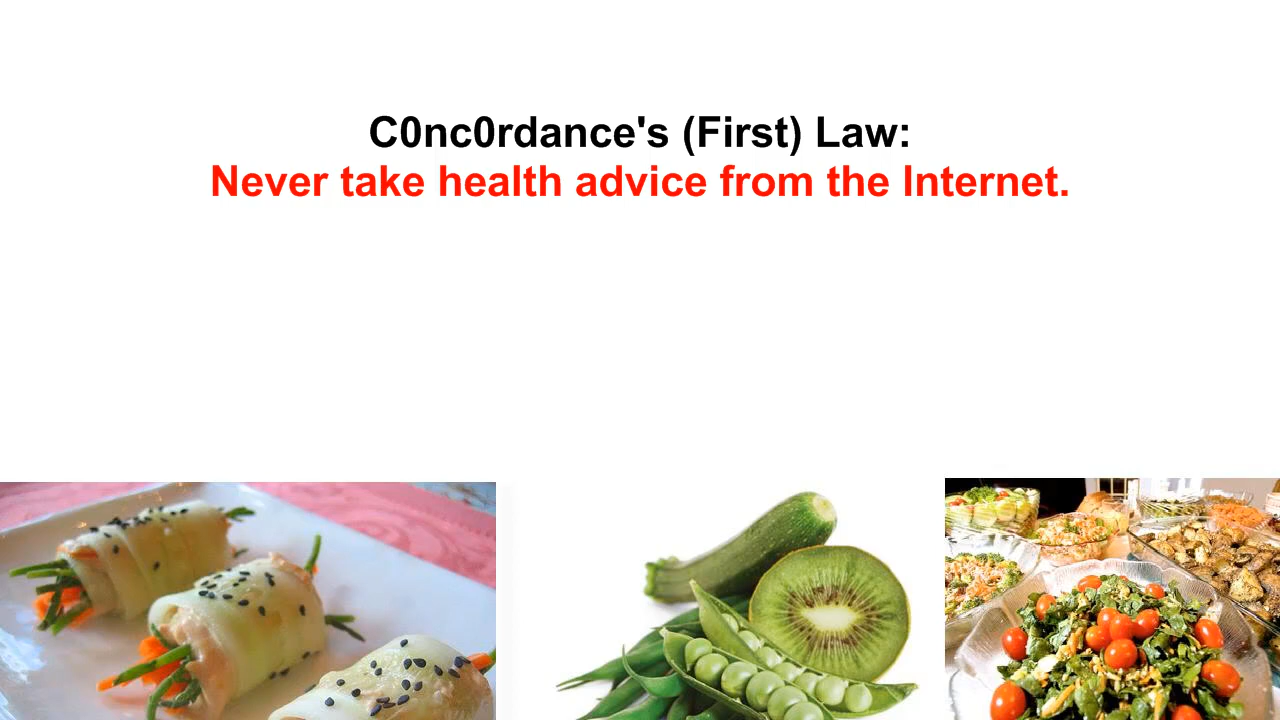 C0nc0rdance's (First) Law:
Never take health advice from the Internet.